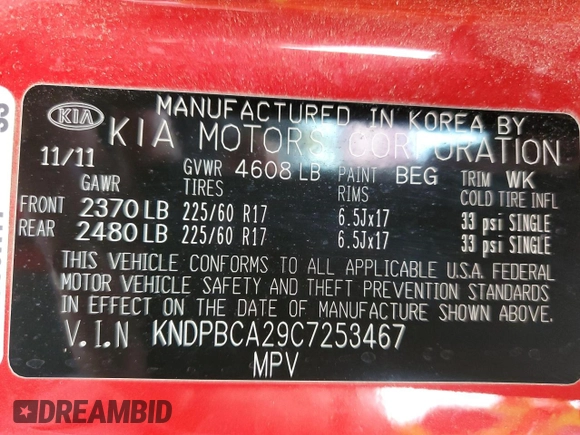 MANUFACTURED IN KOREA BY
KIA KIA MOTORS CORPORATION
11/11 GVWR 4608 LB PAINT BEG TRIM WK
GAWR TIRES RIMS COLD TIRE INFL
FRONT 2370 LB 225/60 R17 6.5Jx17 33 psi SINGLE
REAR 2480 LB 225/60 R17 6.5Jx17 33 psi SINGLE
THIS VEHICLE CONFORMS TO ALL APPLICABLE U.S.A. FEDERAL
MOTOR VEHICLE SAFETY AND THEFT PREVENTION STANDARDS
IN EFFECT ON THE DATE OF MANUFACTURE SHOWN ABOVE.
V.I.N KNDPBCA29C7253467
MPV
DREAMBID